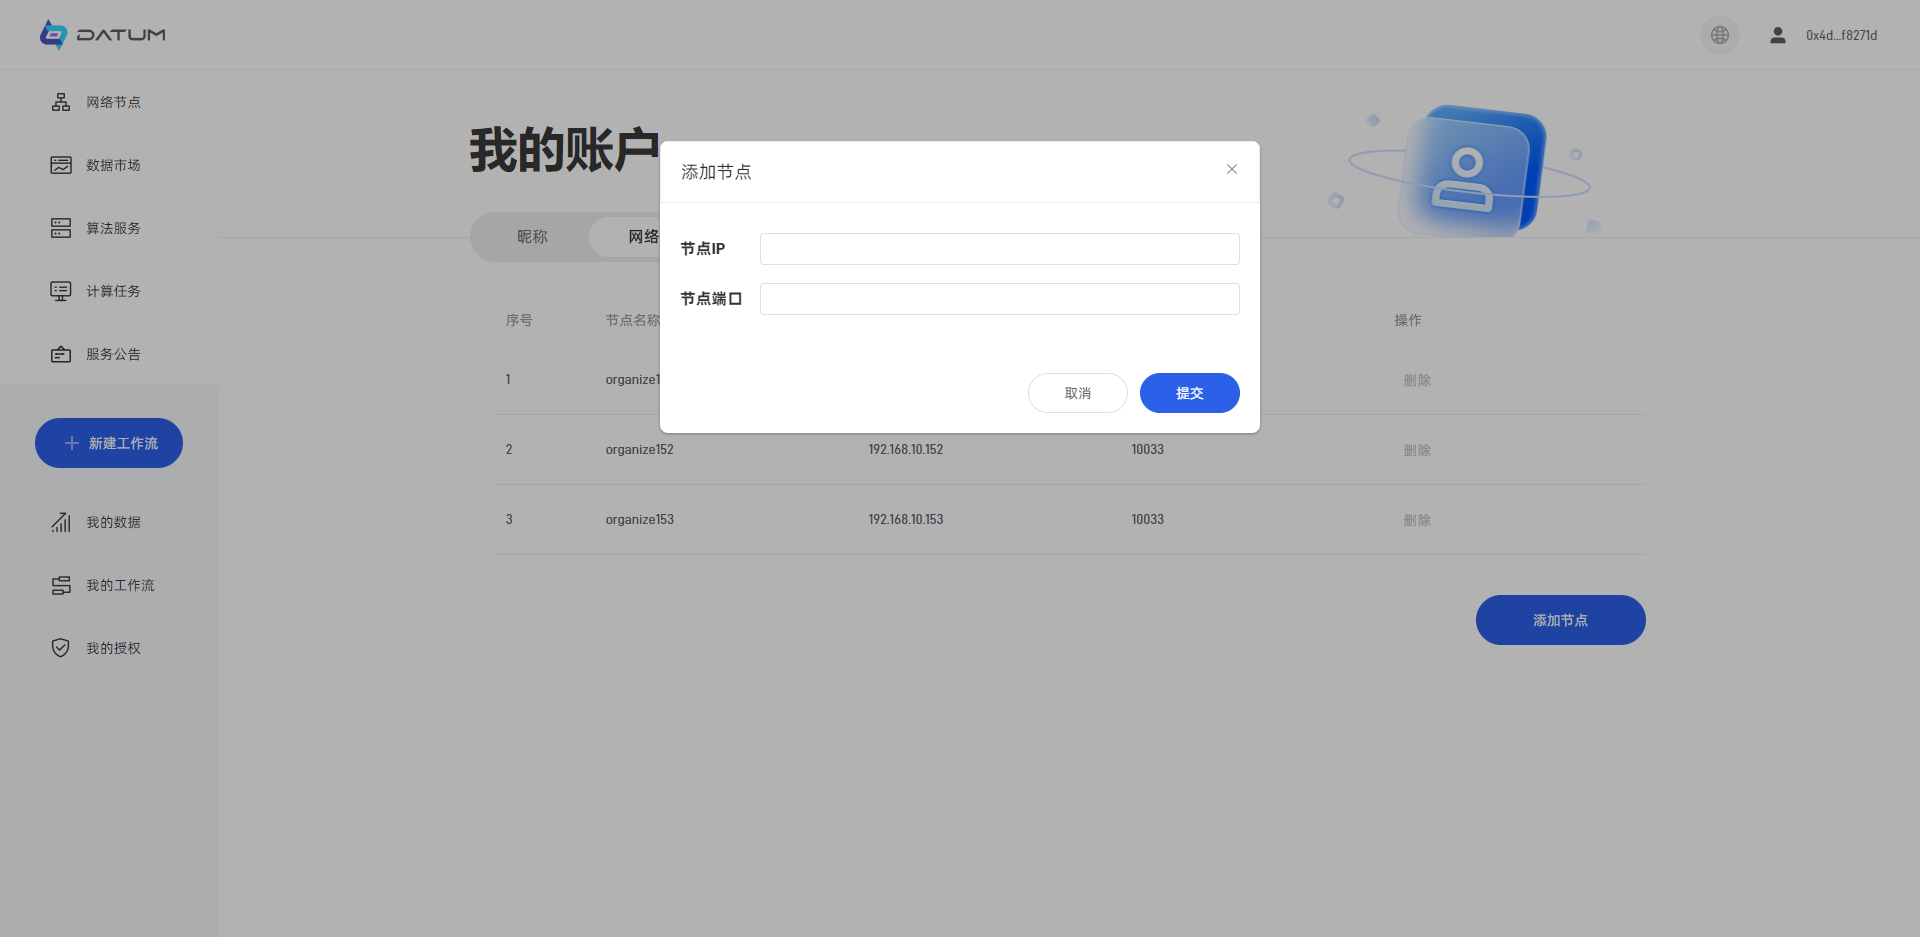 DATUM
0x4d...f8271d
网络节点
数据市场
算法服务
计算任务
服务公告
新建工作流
我的数据
我的工作流
我的授权
我的账户
昵称
网络
添加节点
节点IP
节点端口
取消
提交
序号 节点名称 操作
1 organize1 删除
2 organize152 192.168.10.152 10033 删除
3 organize153 192.168.10.153 10033 删除
添加节点